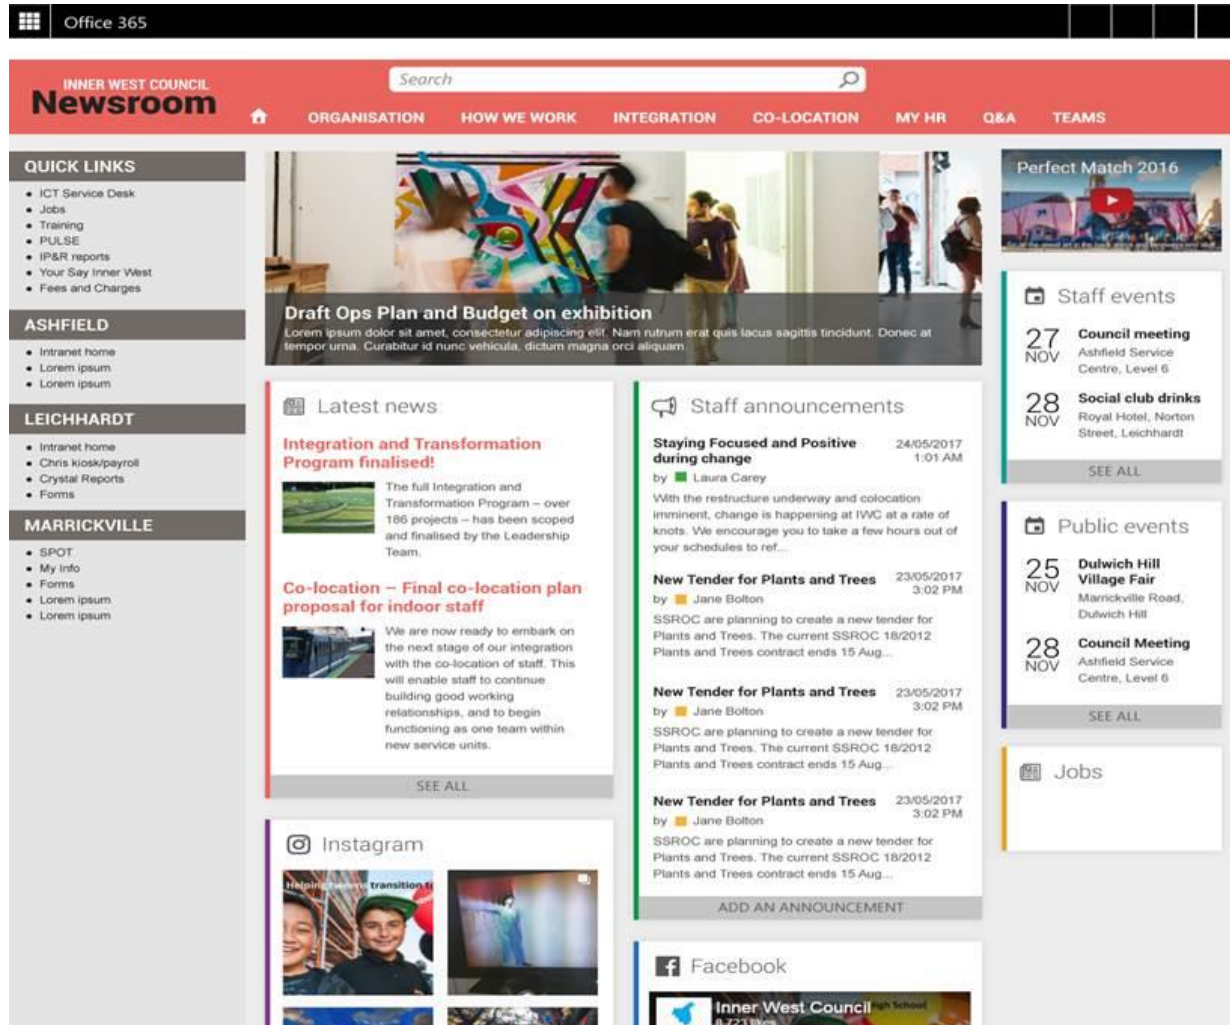 Office 365
INNER WEST COUNCIL
Newsroom
Search
ORGANISATION HOW WE WORK INTEGRATION CO-LOCATION MY HR Q&A TEAMS
QUICK LINKS
ICT Service Desk
Jobs
Training
PULSE
IP&R reports
Your Say Inner West
Fees and Charges
ASHFIELD
Intranet home
Lorem ipsum
Lorem ipsum
LEICHHARDT
Intranet home
Chris kiosk/payroll
Crystal Reports
Forms
MARRICKVILLE
SPOT
My Info
Forms
Lorem ipsum
Lorem ipsum
Draft Ops Plan and Budget on exhibition
Lorem ipsum dolor sit amet, consectetur adipiscing elit. Nam rutrum erat quis lacus sagittis tincidunt. Donec at
tempor urna. Curabitur id nunc vehicula, dictum magna orci aliquam.
Latest news
Integration and Transformation
Program finalised!
The full Integration and
Transformation Program – over
186 projects – has been scoped
and finalised by the Leadership
Team.
Co-location – Final co-location plan
proposal for indoor staff
We are now ready to embark on
the next stage of our integration
with the co-location of staff. This
will enable staff to continue
building good working
relationships, and to begin
functioning as one team within
new service units.
SEE ALL
Instagram
Helping tweens transition t
Staff announcements
Staying Focused and Positive 24/05/2017
during change 1:01 AM
by Laura Carey
With the restructure underway and colocation
imminent, change is happening at IWC at a rate of
knots. We encourage you to take a few hours out of
your schedules to ref...
New Tender for Plants and Trees 23/05/2017
by Jane Bolton 3:02 PM
SSROC are planning to create a new tender for
Plants and Trees. The current SSROC 18/2012
Plants and Trees contract ends 15 Aug...
New Tender for Plants and Trees 23/05/2017
by Jane Bolton 3:02 PM
SSROC are planning to create a new tender for
Plants and Trees. The current SSROC 18/2012
Plants and Trees contract ends 15 Aug...
New Tender for Plants and Trees 23/05/2017
by Jane Bolton 3:02 PM
SSROC are planning to create a new tender for
Plants and Trees. The current SSROC 18/2012
Plants and Trees contract ends 15 Aug...
ADD AN ANNOUNCEMENT
Facebook
Inner West Council
8,723 likes
High School
Perfect Match 2016
Staff events
27 NOV
Council meeting
Ashfield Service
Centre, Level 6
28 NOV
Social club drinks
Royal Hotel, Norton
Street, Leichhardt
SEE ALL
Public events
25 NOV
Dulwich Hill
Village Fair
Marrickville Road,
Dulwich Hill
28 NOV
Council Meeting
Ashfield Service
Centre, Level 6
SEE ALL
Jobs